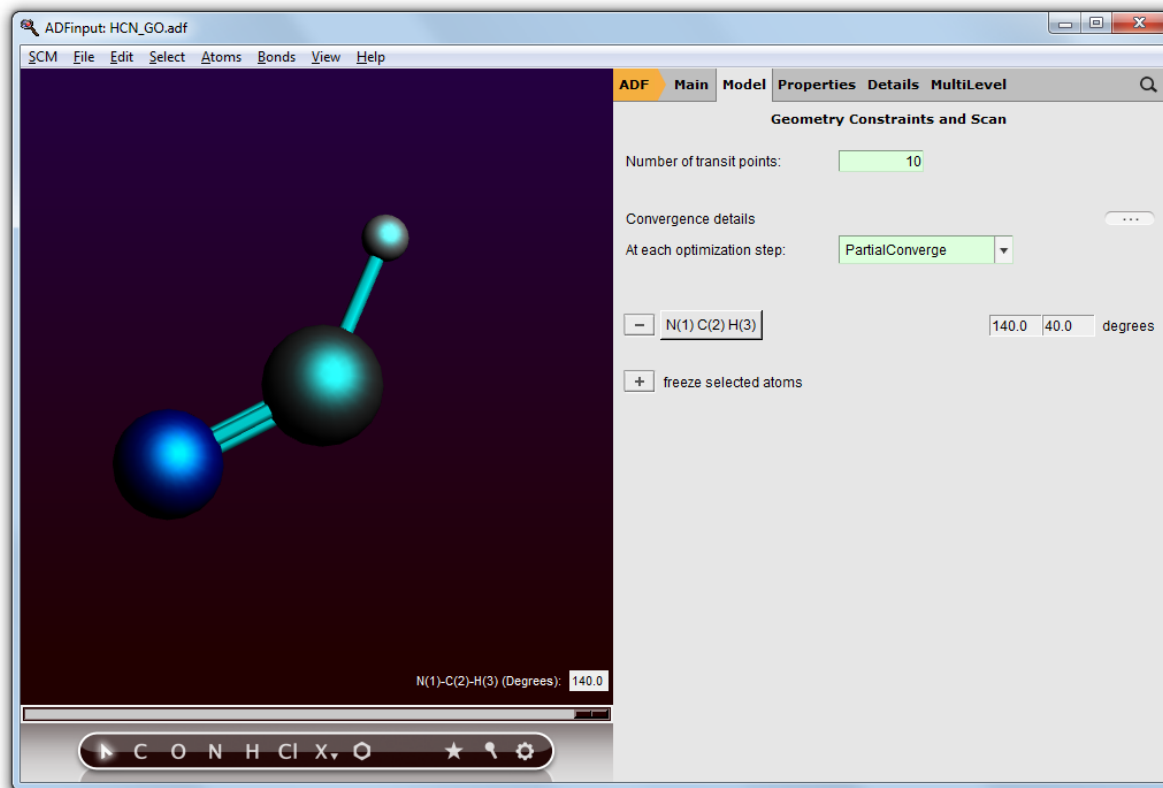 ADFinput: HCN_GO.adf
SCM File Edit Select Atoms Bonds View Help
ADF Main Model Properties Details MultiLevel
Geometry Constraints and Scan
Number of transit points: 10
Convergence details ...
At each optimization step: PartialConverge
− N(1) C(2) H(3) 140.0 40.0 degrees
+ freeze selected atoms
N(1)-C(2)-H(3) (Degrees): 140.0
C O N H Cl X